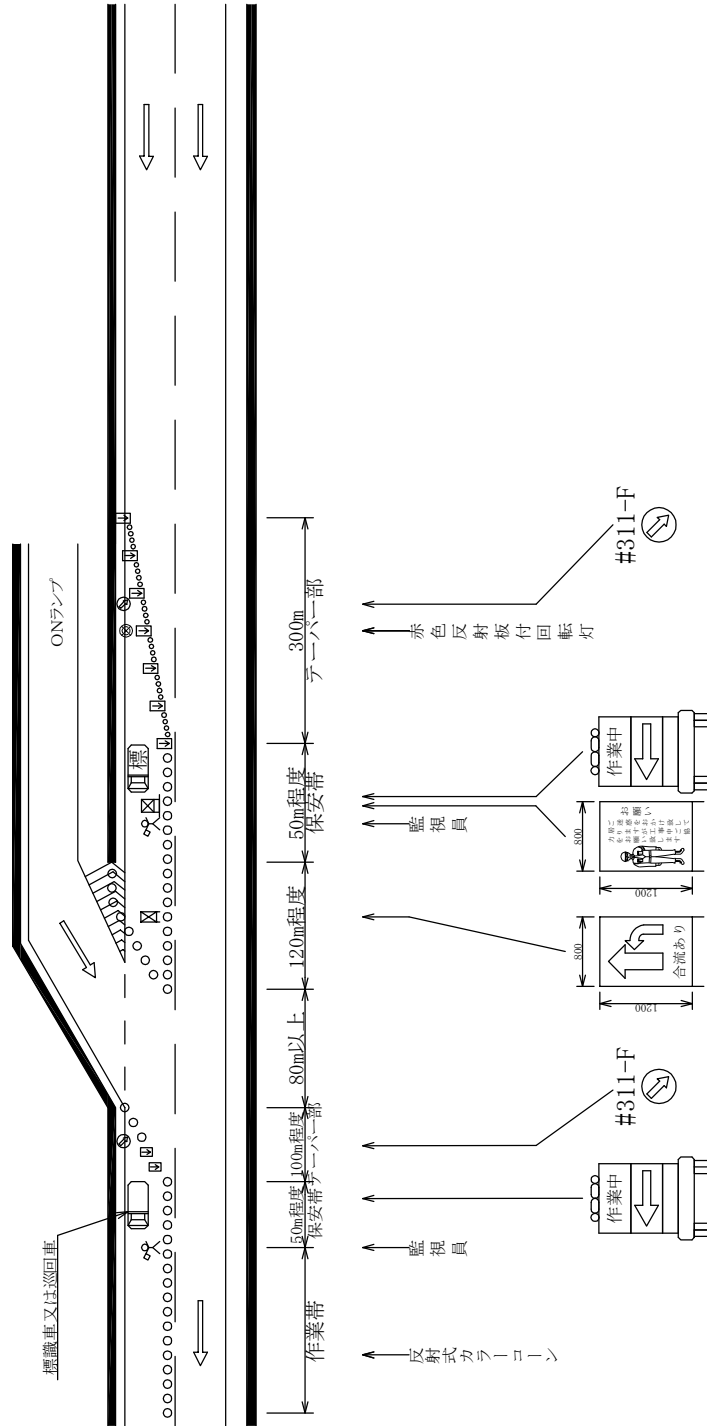 標識車又は巡回車
ONランプ
標
作業帯
50m程度
保安帯
100m程度
テーパー部
80m以上
120m程度
50m程度
保安帯
300m
テーパー部
反射式カラーコーン
監視員
監視員
赤色反射板付回転灯
作業中
#311-F
800
1200
合流あり
800
1200
お願い
作業中
#311-F